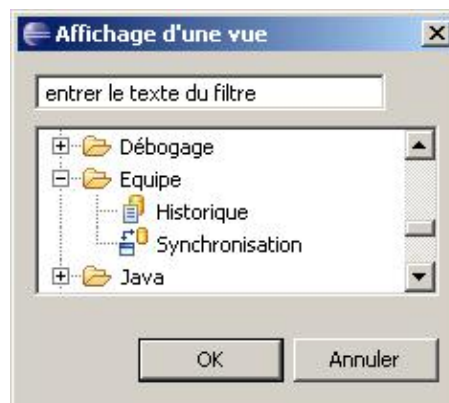 Affichage d'une vue
entrer le texte du filtre
Débogage
Equipe
Historique
Synchronisation
Java
OK
Annuler